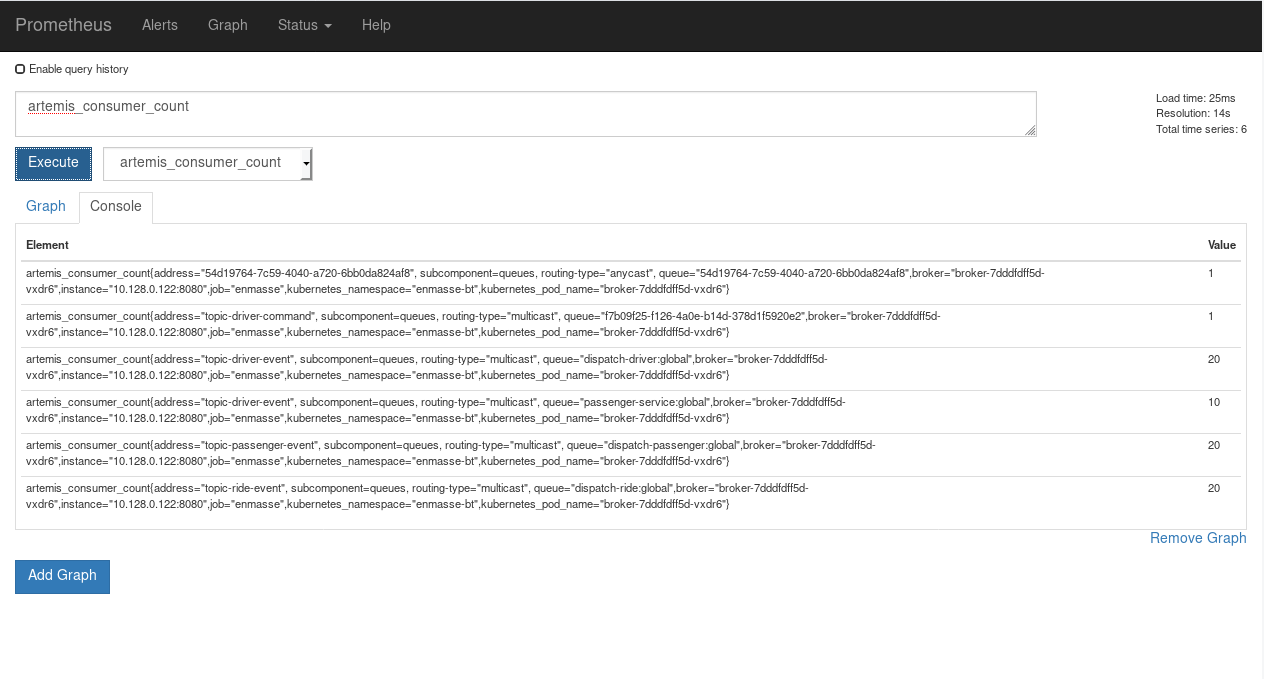 Prometheus Alerts Graph Status Help
Enable query history
artemis_consumer_count
Load time: 25ms
Resolution: 14s
Total time series: 6
Execute artemis_consumer_count
Graph Console
Element Value
artemis_consumer_count{address="54d19764-7c59-4040-a720-6bb0da824af8", subcomponent=queues, routing-type="anycast", queue="54d19764-7c59-4040-a720-6bb0da824af8",broker="broker-7dddfdff5d- 1
vxdr6",instance="10.128.0.122:8080",job="enmasse",kubernetes_namespace="enmasse-bt",kubernetes_pod_name="broker-7dddfdff5d-vxdr6"}
artemis_consumer_count{address="topic-driver-command", subcomponent=queues, routing-type="multicast", queue="f7b09f25-f126-4a0e-b14d-378d1f5920e2",broker="broker-7dddfdff5d- 1
vxdr6",instance="10.128.0.122:8080",job="enmasse",kubernetes_namespace="enmasse-bt",kubernetes_pod_name="broker-7dddfdff5d-vxdr6"}
artemis_consumer_count{address="topic-driver-event", subcomponent=queues, routing-type="multicast", queue="dispatch-driver:global",broker="broker-7dddfdff5d- 20
vxdr6",instance="10.128.0.122:8080",job="enmasse",kubernetes_namespace="enmasse-bt",kubernetes_pod_name="broker-7dddfdff5d-vxdr6"}
artemis_consumer_count{address="topic-driver-event", subcomponent=queues, routing-type="multicast", queue="passenger-service:global",broker="broker-7dddfdff5d- 10
vxdr6",instance="10.128.0.122:8080",job="enmasse",kubernetes_namespace="enmasse-bt",kubernetes_pod_name="broker-7dddfdff5d-vxdr6"}
artemis_consumer_count{address="topic-passenger-event", subcomponent=queues, routing-type="multicast", queue="dispatch-passenger:global",broker="broker-7dddfdff5d- 20
vxdr6",instance="10.128.0.122:8080",job="enmasse",kubernetes_namespace="enmasse-bt",kubernetes_pod_name="broker-7dddfdff5d-vxdr6"}
artemis_consumer_count{address="topic-ride-event", subcomponent=queues, routing-type="multicast", queue="dispatch-ride:global",broker="broker-7dddfdff5d- 20
vxdr6",instance="10.128.0.122:8080",job="enmasse",kubernetes_namespace="enmasse-bt",kubernetes_pod_name="broker-7dddfdff5d-vxdr6"}
Remove Graph
Add Graph